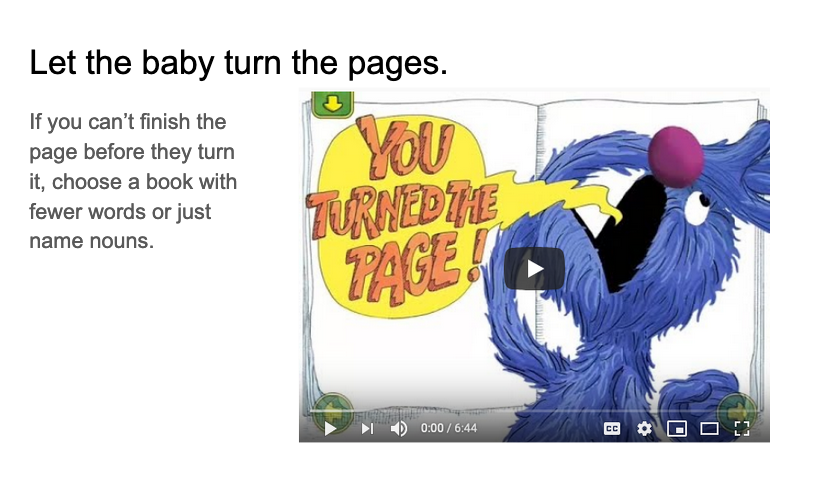 Let the baby turn the pages.
If you can’t finish the
page before they turn
it, choose a book with
fewer words or just
name nouns.
YOU
TURNED THE
PAGE!
0:00 / 6:44
CC